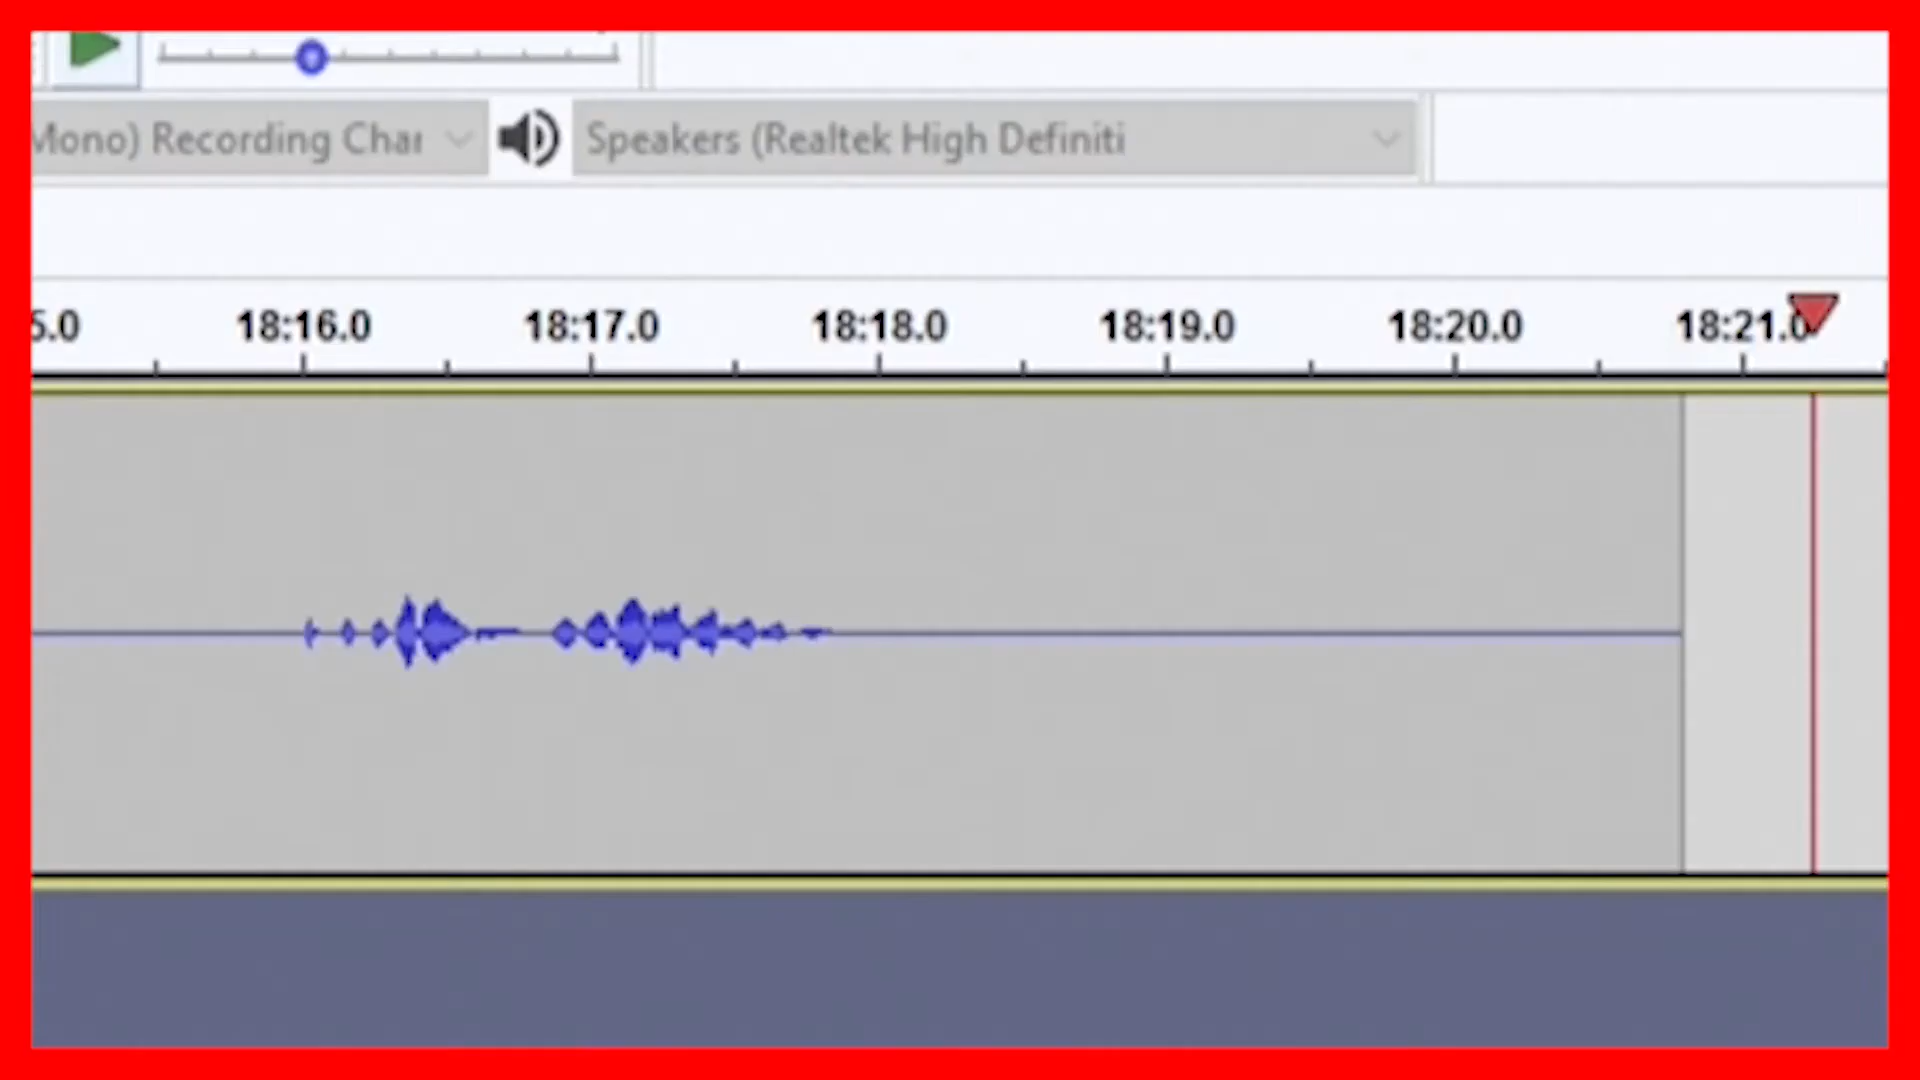 Mono) Recording Char Speakers (Realtek High Definiti
5.0 18:16.0 18:17.0 18:18.0 18:19.0 18:20.0 18:21.0